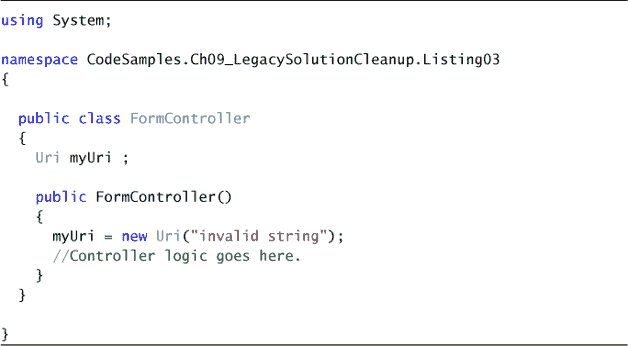 using System;
namespace CodeSamples.Ch09_LegacySolutionCleanup.Listing03
{
public class FormController
{
Uri myUri ;
public FormController()
{
myUri = new Uri("invalid string");
//Controller logic goes here.
}
}
}